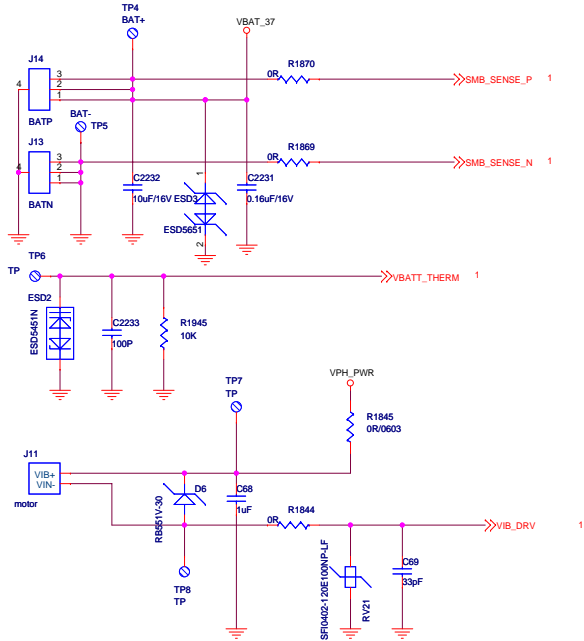 TP4
BAT+
VBAT_37
J14
R1870
4
3
2
1
0R
SMB_SENSE_P
1
BATP
BAT-
TP5
J13
R1869
4
3
2
1
0R
SMB_SENSE_N
1
BATN
C2232
10uF/16V
1
ESD3
ESD5651
2
C2231
0.16uF/16V
TP6
TP
VBATT_THERM
1
ESD2
ESD5451N
C2233
100P
R1945
10K
TP7
TP
VPH_PWR
R1845
0R/0603
J11
VIB+
VIN-
motor
D6
RB551V-30
C68
1uF
R1844
0R
VIB_DRV
1
TP8
TP
SFI0402-120E100NP-LF
RV21
C69
33pF